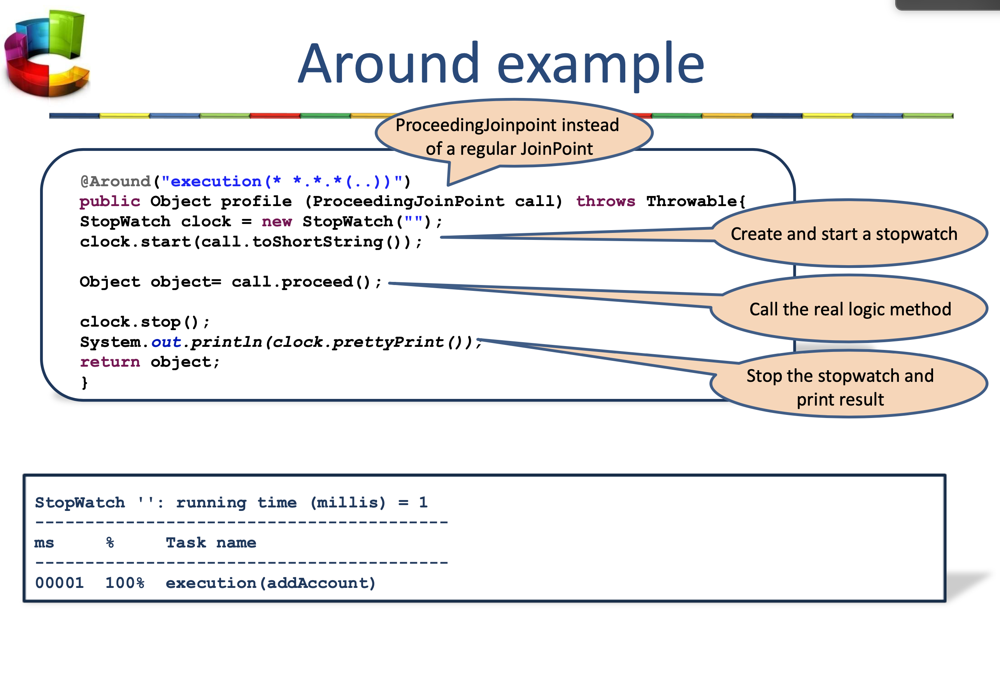 Around example
ProceedingJoinpoint instead
of a regular JoinPoint
@Around("execution(* *.*.*(..))")
public Object profile (ProceedingJoinPoint call) throws Throwable{
StopWatch clock = new StopWatch("");
clock.start(call.toShortString());
Create and start a stopwatch
Object object= call.proceed();
Call the real logic method
clock.stop();
System.out.println(clock.prettyPrint());
return object;
}
Stop the stopwatch and
print result
StopWatch '': running time (millis) = 1
-----------------------------------------
ms     %     Task name
-----------------------------------------
00001  100%  execution(addAccount)